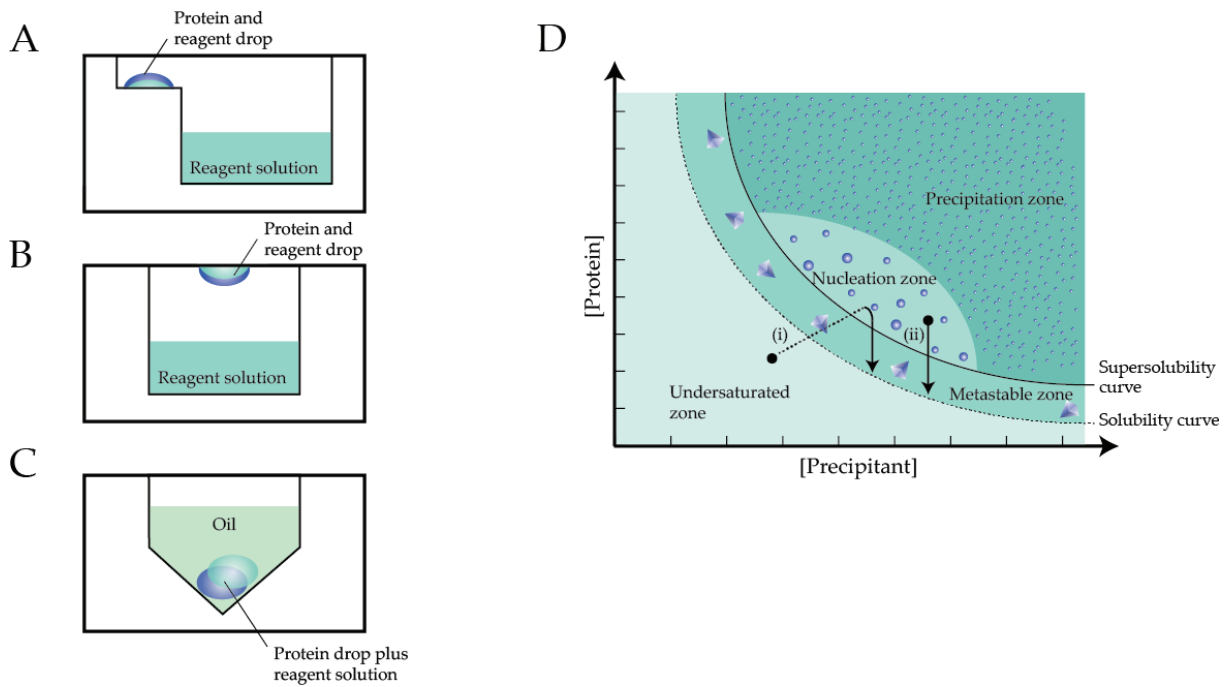 A
Protein and
reagent drop
Reagent solution
B
Protein and
reagent drop
Reagent solution
C
Oil
Protein drop plus
reagent solution
D
[Protein]
Precipitation zone
Nucleation zone
(i)
(ii)
Undersaturated
zone
Metastable zone
Supersolubility
curve
Solubility curve
[Precipitant]